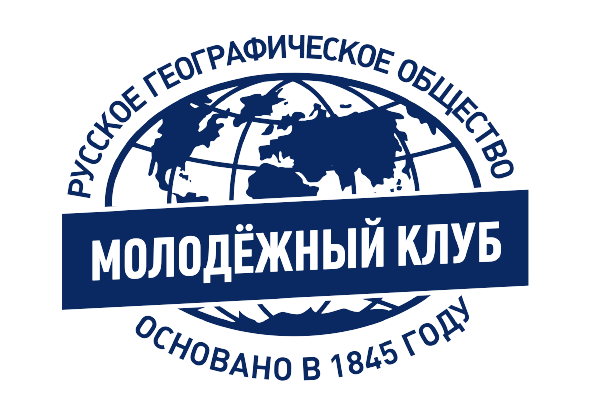 РУССКОЕ ГЕОГРАФИЧЕСКОЕ ОБЩЕСТВО
МОЛОДЁЖНЫЙ КЛУБ
ОСНОВАНО В 1845 ГОДУ